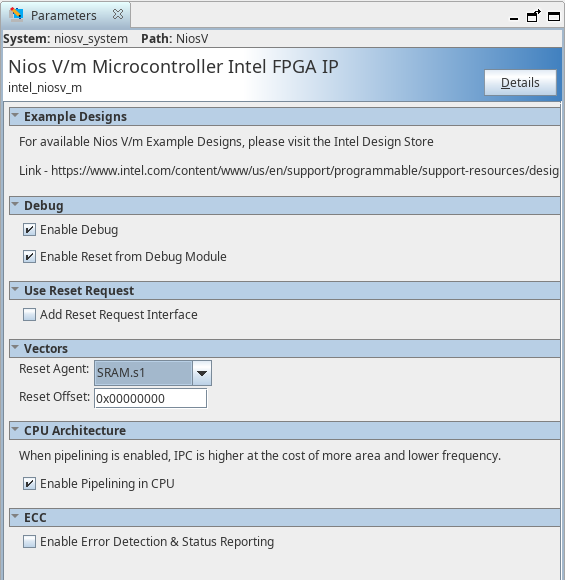 Parameters
System: niosv_system Path: NiosV
Nios V/m Microcontroller Intel FPGA IP
intel_niosv_m
Details
Example Designs
For available Nios V/m Example Designs, please visit the Intel Design Store
Link - https://www.intel.com/content/www/us/en/support/programmable/support-resources/desig
Debug
Enable Debug
Enable Reset from Debug Module
Use Reset Request
Add Reset Request Interface
Vectors
Reset Agent: SRAM.s1
Reset Offset: 0x00000000
CPU Architecture
When pipelining is enabled, IPC is higher at the cost of more area and lower frequency.
Enable Pipelining in CPU
ECC
Enable Error Detection & Status Reporting